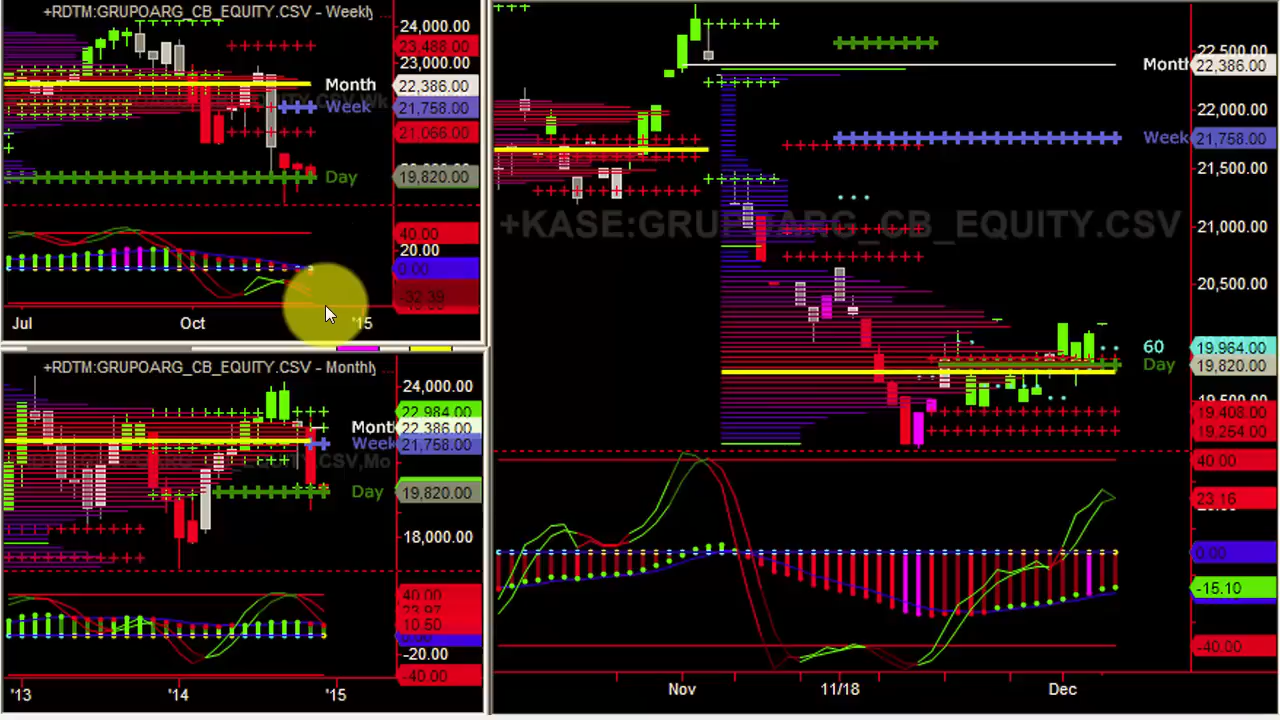 +RDTM:GRUPOARG_CB_EQUITY.CSV - Weekly
24,000.00
23,488.00
23,000.00
Month 22,386.00
Week 21,758.00
21,066.00
Day 19,820.00
40.00
20.00
0.00
-32.39
Jul Oct '15
+RDTM:GRUPOARG_CB_EQUITY.CSV - Monthly
24,000.00
22,984.00
Month 22,386.00
Week 21,758.00
Day 19,820.00
18,000.00
40.00
23.97
10.50
0.00
-20.00
-40.00
'13 '14 '15
+KASE:GRUPOARG_CB_EQUITY.CSV
22,500.00
Month 22,386.00
22,000.00
Week 21,758.00
21,500.00
21,000.00
20,500.00
60 19,964.00
Day 19,820.00
19,408.00
19,254.00
40.00
23.16
0.00
-15.10
-40.00
Nov 11/18 Dec